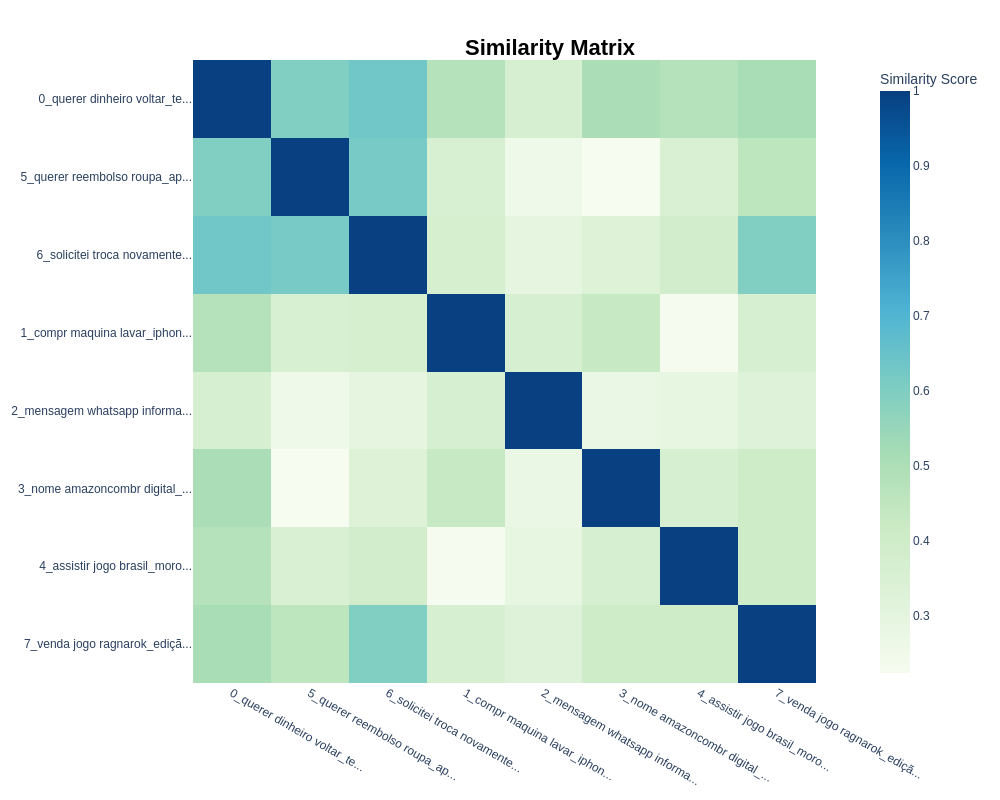 Similarity Matrix
Similarity Score
1
0.9
0.8
0.7
0.6
0.5
0.4
0.3
0_querer dinheiro voltar_te...
5_querer reembolso roupa_ap...
6_solicitei troca novamente...
1_compr maquina lavar_iphon...
2_mensagem whatsapp informa...
3_nome amazoncombr digital_...
4_assistir jogo brasil_moro...
7_venda jogo ragnarok_ediçã...
0_querer dinheiro voltar_te...
5_querer reembolso roupa_ap...
6_solicitei troca novamente...
1_compr maquina lavar_iphon...
2_mensagem whatsapp informa...
3_nome amazoncombr digital_...
4_assistir jogo brasil_moro...
7_venda jogo ragnarok_ediçã...